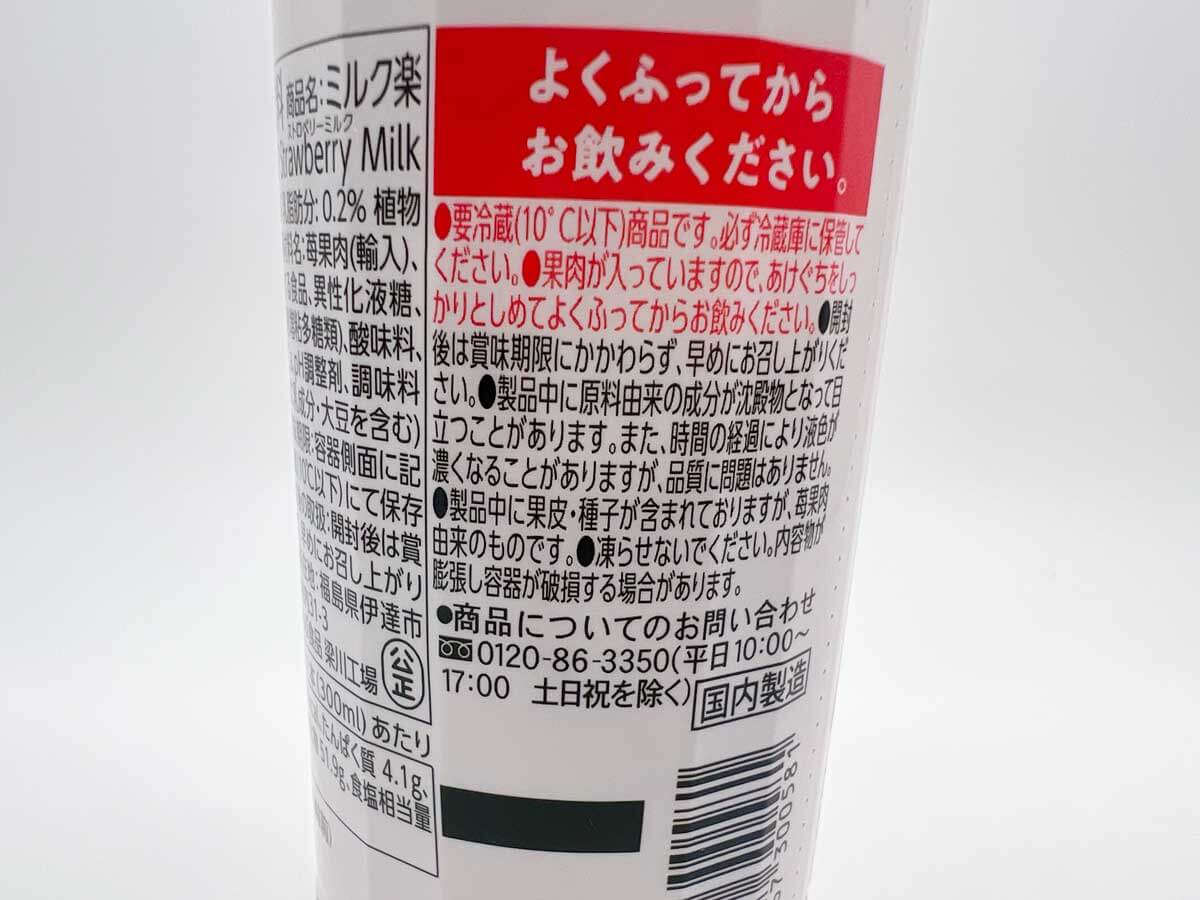 商品名:ミルク楽
ストロベリーミルク
Strawberry Milk
脂肪分: 0.2% 植物
名:苺果肉(輸入)、
食品、異性化液糖、
粘多糖類)、酸味料、
pH調整剤、調味料
成分・大豆を含む)
期限:容器側面に記
10℃以下)にて保存
の取扱:開封後は賞
めにお召し上がり
地:福島県伊達市
31-3
食品 梁川工場
公正
(300ml) あたり
たんぱく質 4.1g、
51.9g、食塩相当量
よくふってから
お飲みください。
●要冷蔵(10°C以下)商品です。必ず冷蔵庫に保管して
ください。●果肉が入っていますので、あけぐちをしっ
かりとしめてよくふってからお飲みください。●開封
後は賞味期限にかかわらず、早めにお召し上がりくだ
さい。●製品中に原料由来の成分が沈殿物となって目
立つことがあります。また、時間の経過により液色が
濃くなることがありますが、品質に問題はありません。
●製品中に果皮・種子が含まれておりますが、苺果肉
由来のものです。●凍らせないでください。内容物が
膨張し容器が破損する場合があります。
●商品についてのお問い合わせ
0120-86-3350(平日10:00〜
17:00 土日祝を除く)
国内製造
7 300581